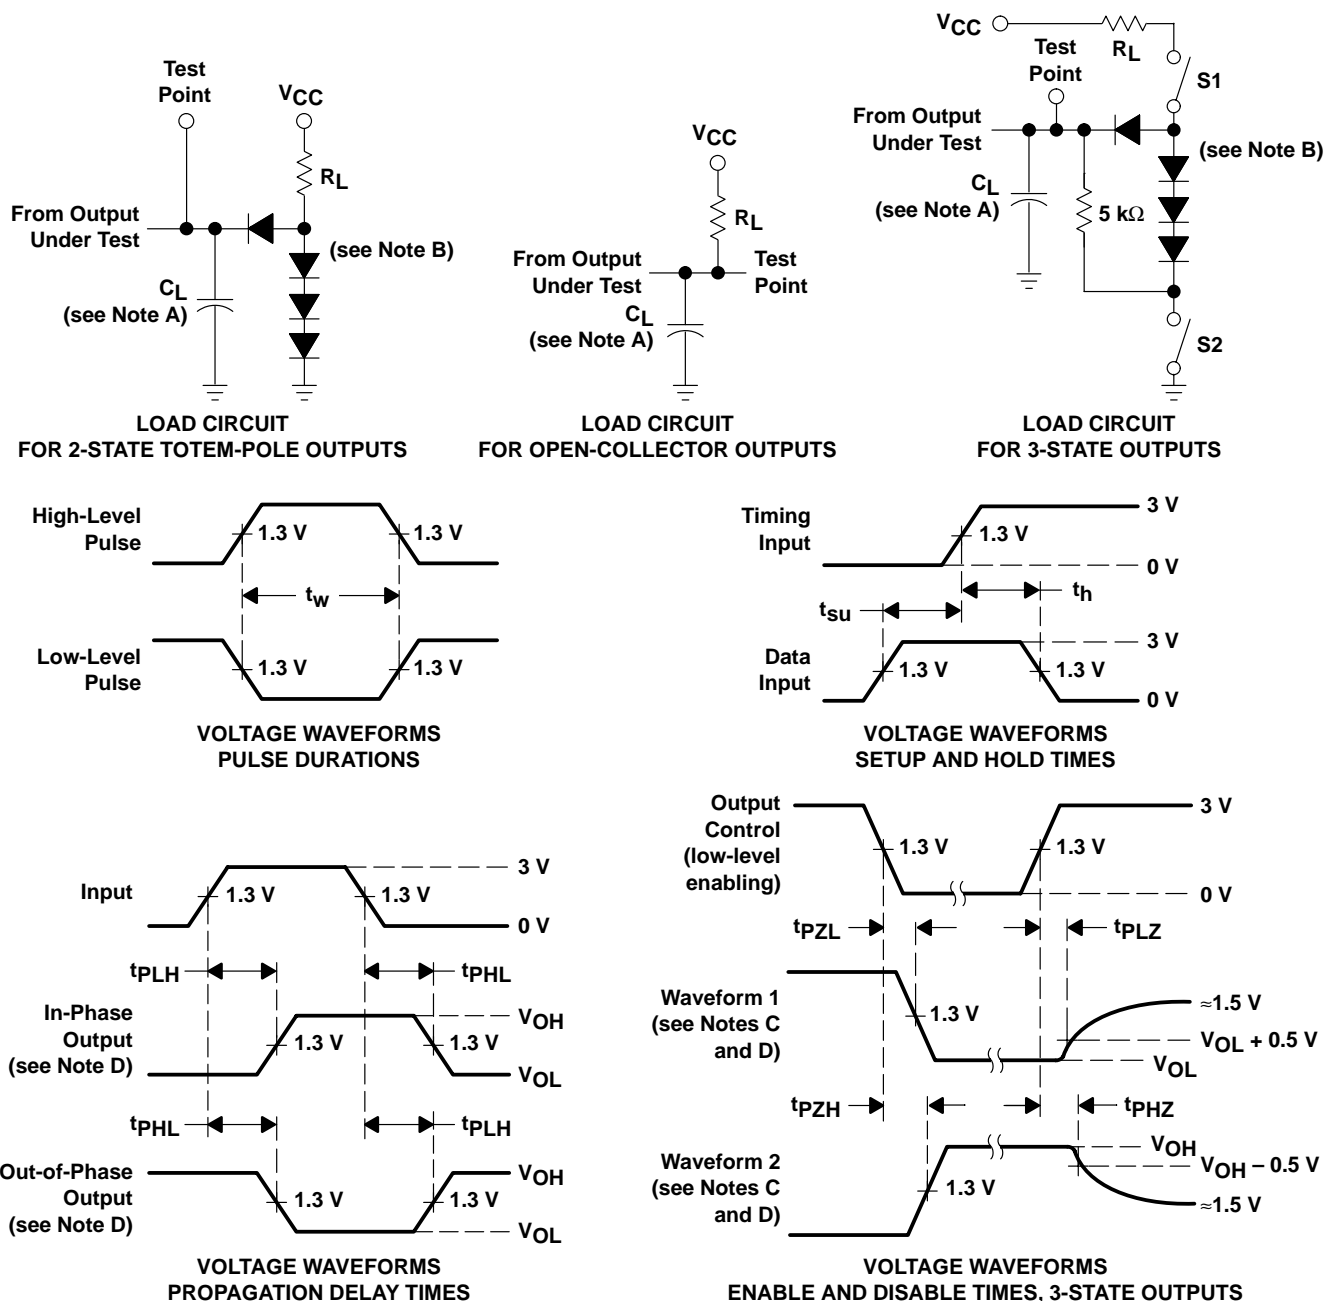 Test
Point
VCC
RL
From Output
Under Test
(see Note B)
CL
(see Note A)
LOAD CIRCUIT
FOR 2-STATE TOTEM-POLE OUTPUTS
VCC
RL
From Output
Under Test
Test
Point
CL
(see Note A)
LOAD CIRCUIT
FOR OPEN-COLLECTOR OUTPUTS
VCC
RL
Test
Point
S1
From Output
Under Test
(see Note B)
CL
(see Note A)
5 kΩ
S2
LOAD CIRCUIT
FOR 3-STATE OUTPUTS
High-Level
Pulse
1.3 V
1.3 V
tw
Low-Level
Pulse
1.3 V
1.3 V
VOLTAGE WAVEFORMS
PULSE DURATIONS
Timing
Input
3 V
1.3 V
0 V
tsu
th
Data
Input
3 V
1.3 V
1.3 V
0 V
VOLTAGE WAVEFORMS
SETUP AND HOLD TIMES
Input
3 V
1.3 V
1.3 V
0 V
tPLH
tPHL
In-Phase
Output
(see Note D)
VOH
1.3 V
1.3 V
VOL
tPHL
tPLH
Out-of-Phase
Output
(see Note D)
VOH
1.3 V
1.3 V
VOL
VOLTAGE WAVEFORMS
PROPAGATION DELAY TIMES
Output
Control
(low-level
enabling)
3 V
1.3 V
1.3 V
0 V
tPZL
tPLZ
Waveform 1
(see Notes C
and D)
1.3 V
≈1.5 V
VOL + 0.5 V
VOL
tPZH
tPHZ
Waveform 2
(see Notes C
and D)
1.3 V
VOH
VOH – 0.5 V
≈1.5 V
VOLTAGE WAVEFORMS
ENABLE AND DISABLE TIMES, 3-STATE OUTPUTS